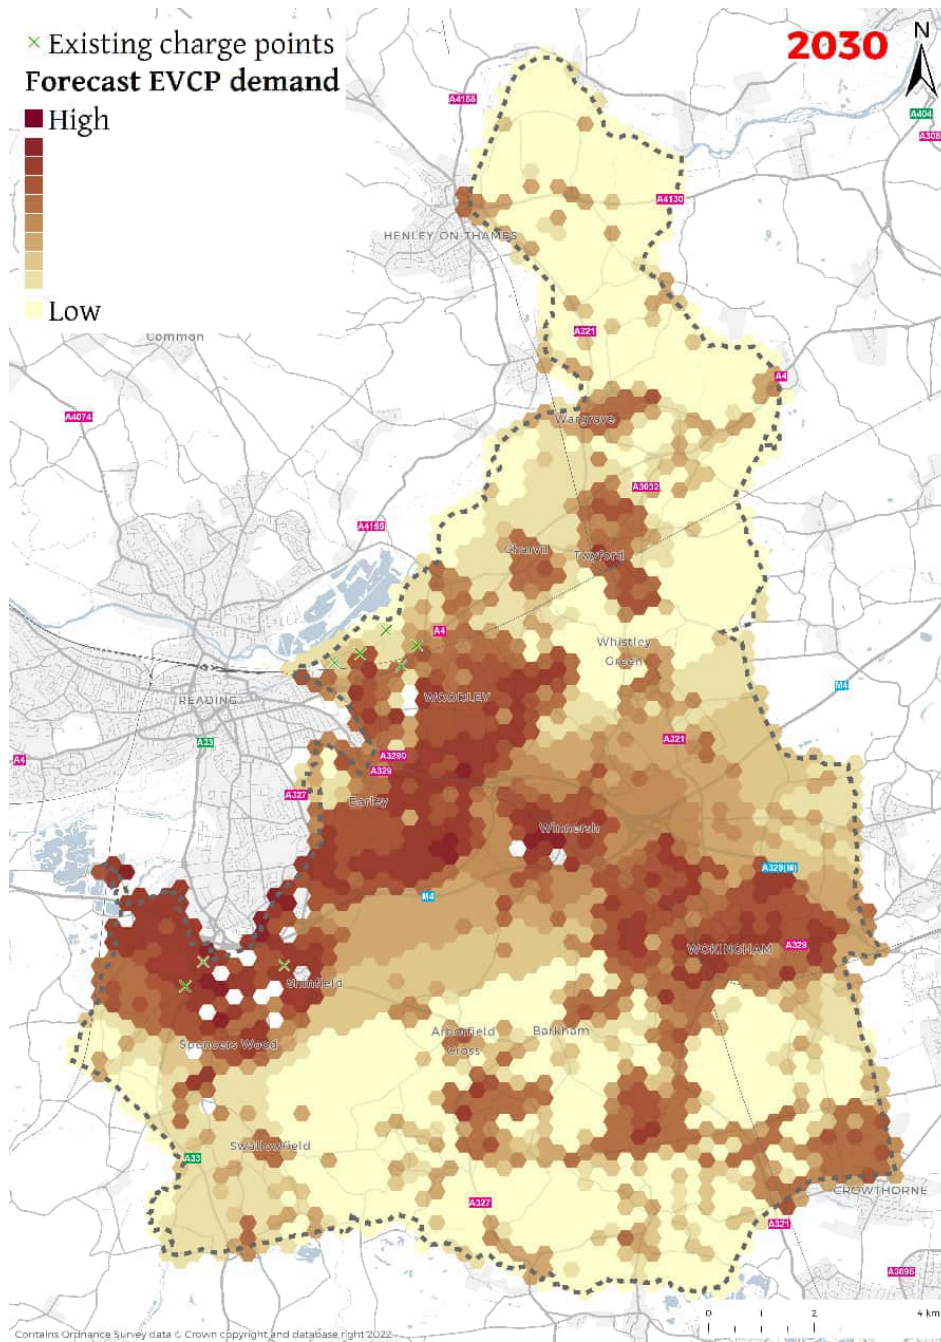 × Existing charge points
Forecast EVCP demand
High
Low
2030
N
A404
A4155
A4130
HENLEY ON THAMES
A321
Common
A4
A4074
Wargrave
A3032
A4155
Charvil
Twyford
A4
Whistley
Green
WOODLEY
M4
READING
A33
A321
A4
A3290
A329
A327
Earley
Winnersh
A329(M)
M4
WOKINGHAM
A329
Shinfield
Arborfield
Cross
Barkham
Spencers Wood
Swallowfield
A33
CROWTHORNE
A327
A321
A3095
0
2
4 km
Contains Ordnance Survey data © Crown copyright and database right 2022